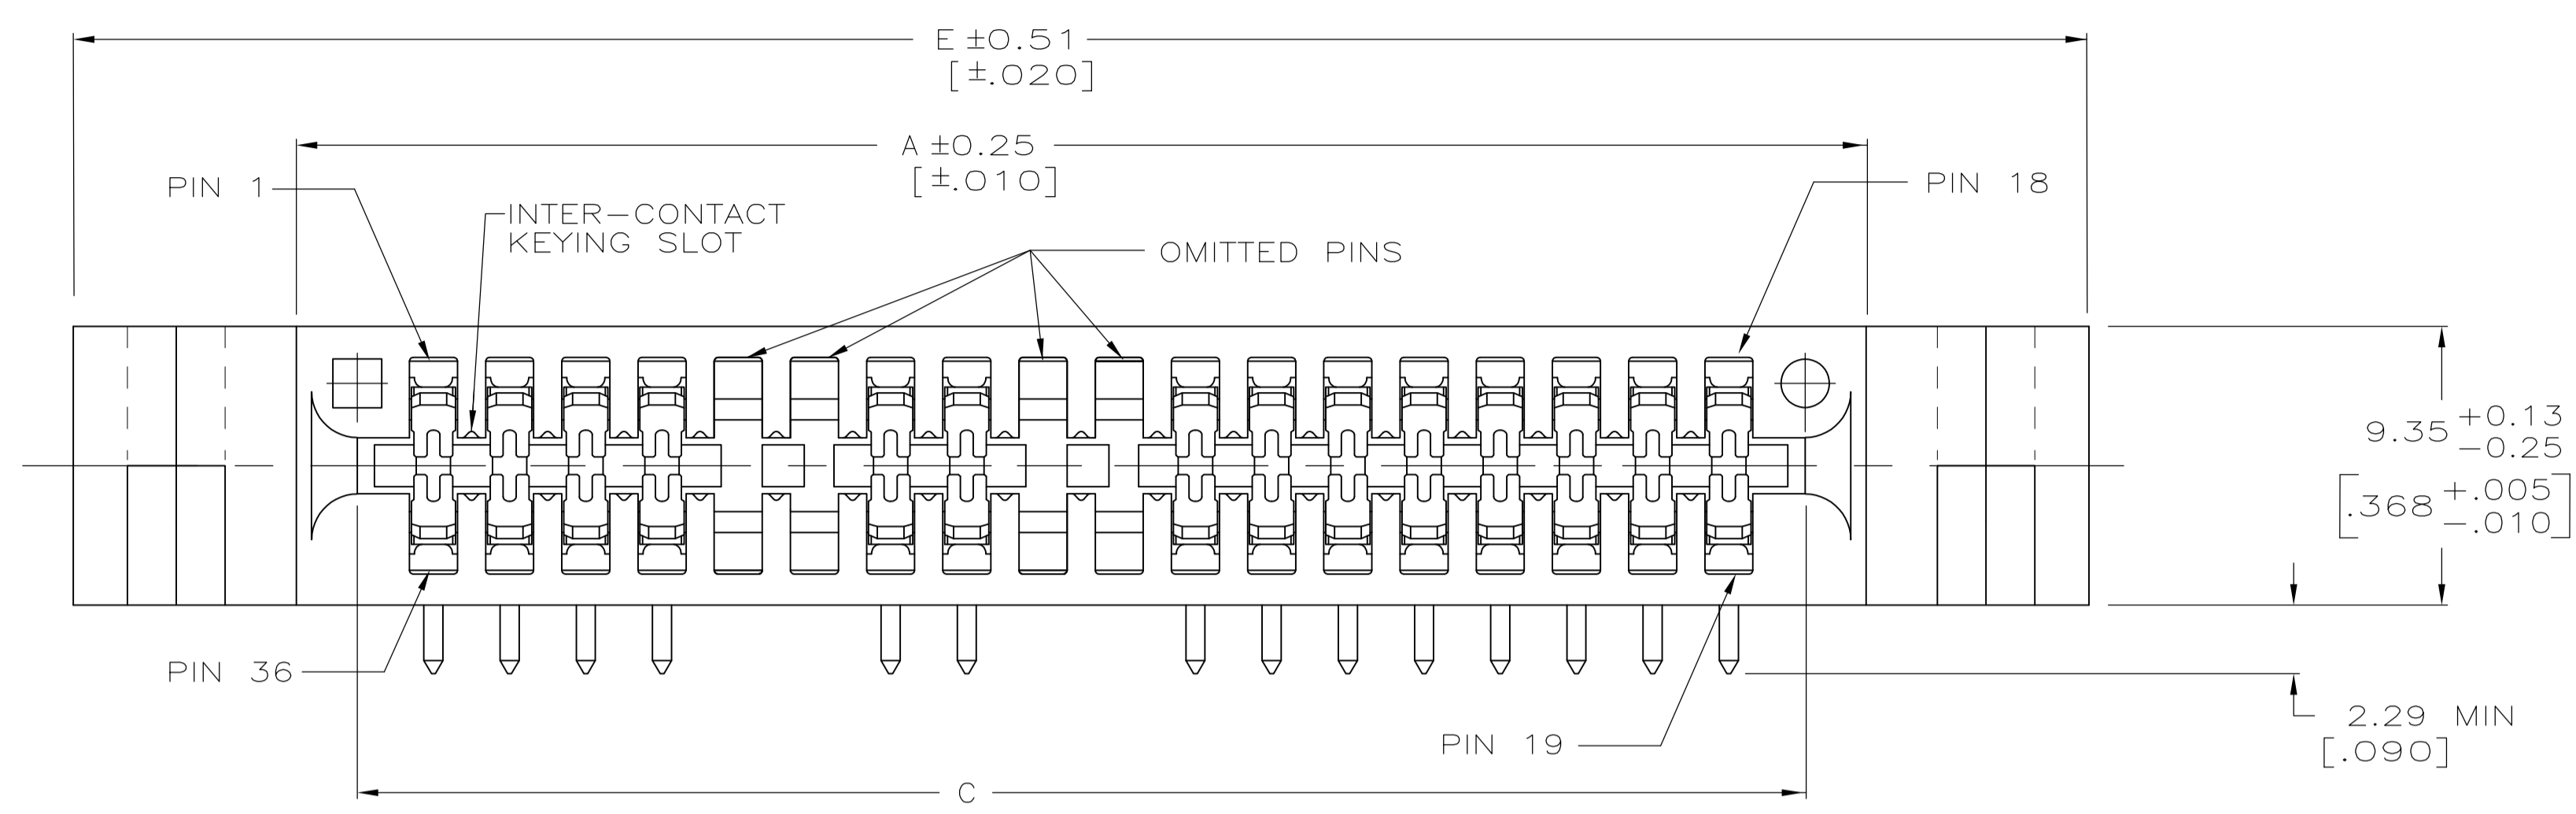 E ±0.51
[±.020]
A ±0.25
[±.010]
PIN 1
PIN 18
INTER-CONTACT
KEYING SLOT
OMITTED PINS
9.35 +0.13
-0.25
[.368 +.005
-.010]
PIN 36
PIN 19
2.29 MIN
[.090]
C